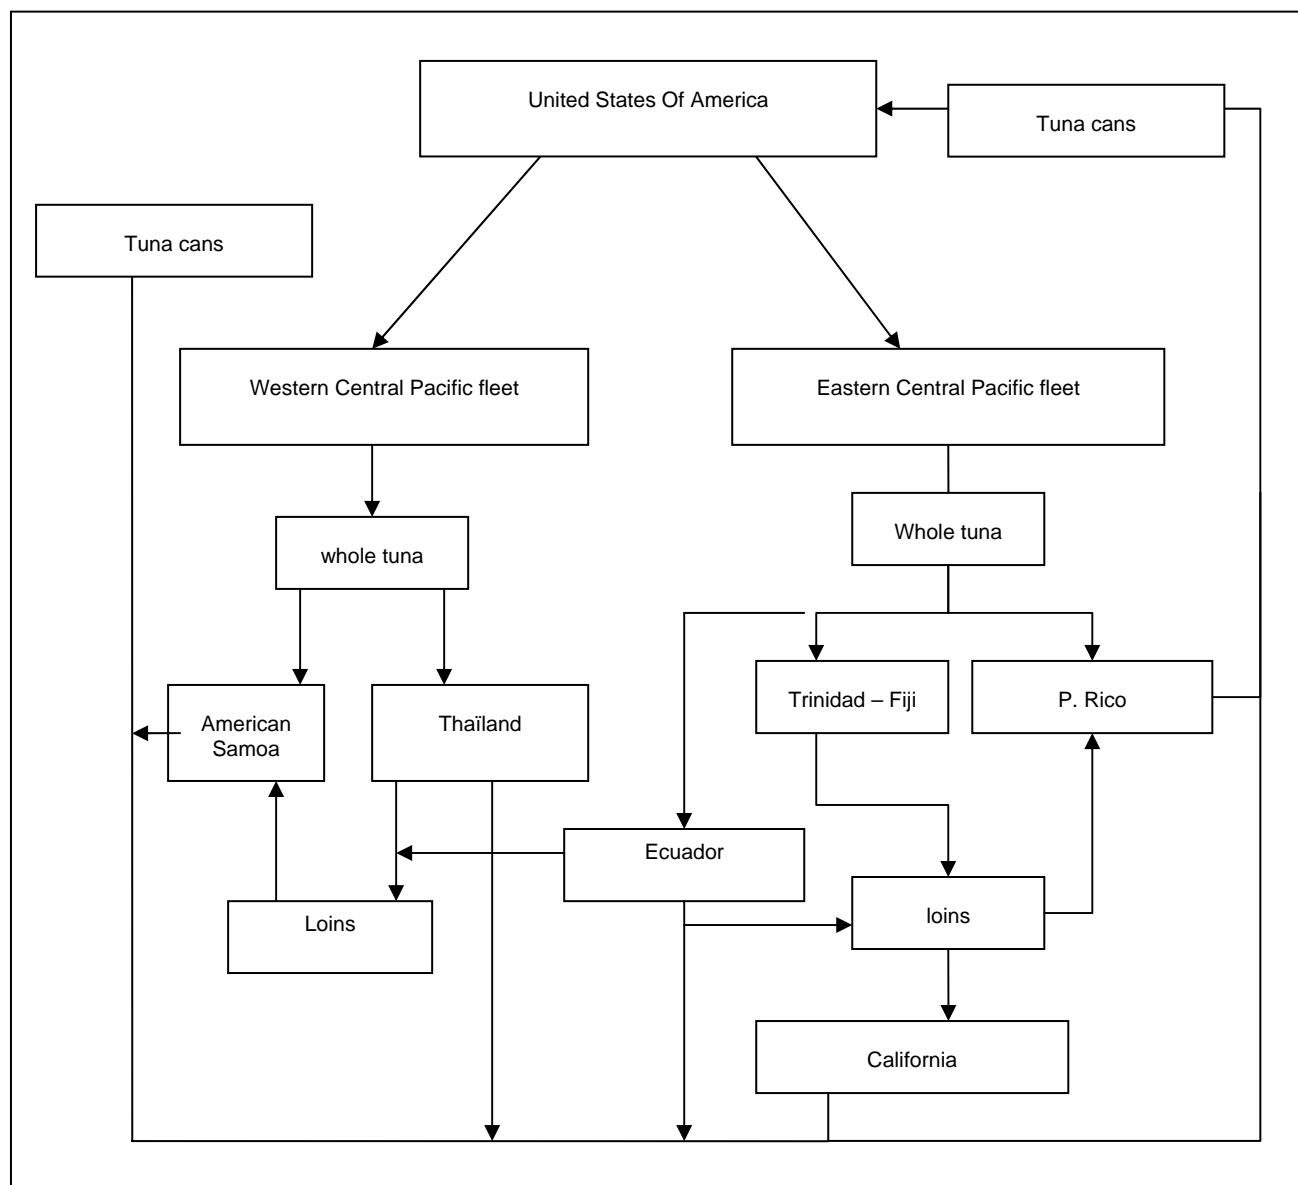 United States Of America
Tuna cans
Tuna cans
Western Central Pacific fleet
Eastern Central Pacific fleet
whole tuna
Whole tuna
American
Samoa
Thaïland
Trinidad – Fiji
P. Rico
Ecuador
Loins
loins
California